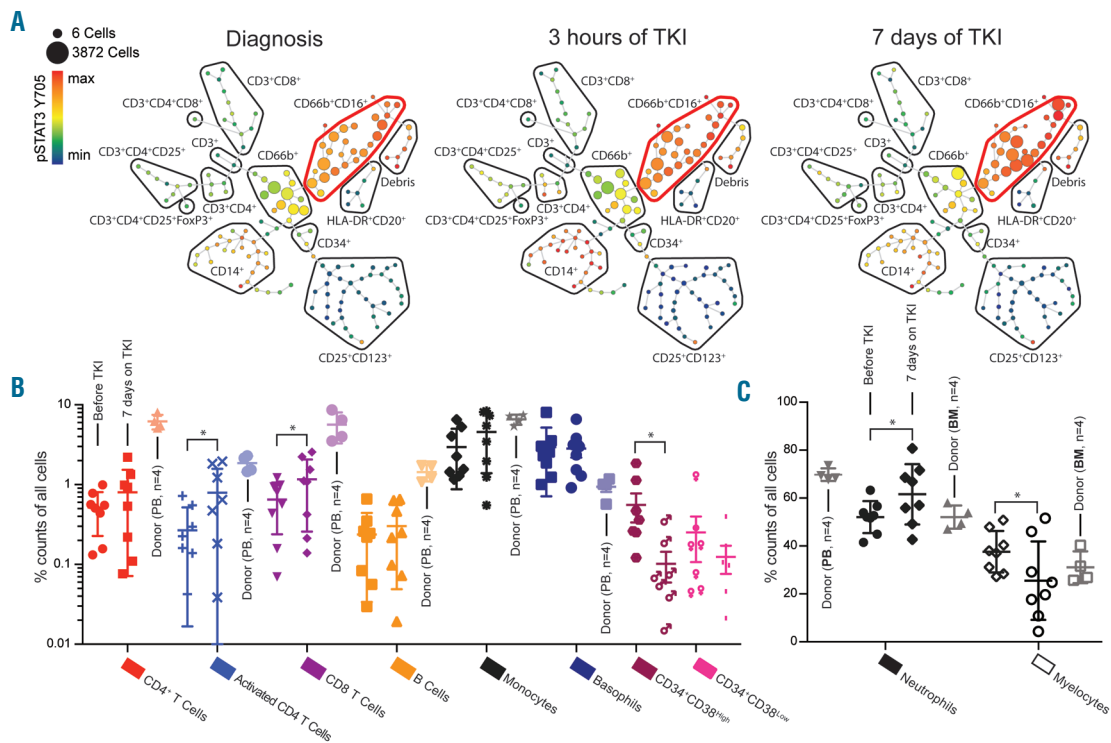 A
6 Cells
3872 Cells
pSTAT3 Y705
max
min
Diagnosis
CD3⁺CD8⁺
CD3⁺CD4⁺CD8⁺
CD66b⁺CD16⁺
CD3⁺
CD3⁺CD4⁺CD25⁺
CD66b⁺
Debris
CD3⁺CD4⁺
HLA-DR⁺CD20⁺
CD3⁺CD4⁺CD25⁺FoxP3⁺
CD34⁺
CD14⁺
CD25⁺CD123⁺
3 hours of TKI
CD3⁺CD8⁺
CD3⁺CD4⁺CD8⁺
CD66b⁺CD16⁺
CD3⁺
CD3⁺CD4⁺CD25⁺
CD66b⁺
Debris
CD3⁺CD4⁺
HLA-DR⁺CD20⁺
CD3⁺CD4⁺CD25⁺FoxP3⁺
CD34⁺
CD14⁺
CD25⁺CD123⁺
7 days of TKI
CD3⁺CD8⁺
CD3⁺CD4⁺CD8⁺
CD66b⁺CD16⁺
CD3⁺
CD3⁺CD4⁺CD25⁺
CD66b⁺
Debris
CD3⁺CD4⁺
HLA-DR⁺CD20⁺
CD3⁺CD4⁺CD25⁺FoxP3⁺
CD34⁺
CD14⁺
CD25⁺CD123⁺
B
% counts of all cells
10
1
0.1
0.01
Before TKI
7 days on TKI
Donor (PB, n=4)
*
Donor (PB, n=4)
*
Donor (PB, n=4)
Donor (PB, n=4)
Donor (PB, n=4)
Donor (PB, n=4)
*
CD4⁺ T Cells
Activated CD4 T Cells
CD8 T Cells
B Cells
Monocytes
Basophils
CD34⁺CD38ᴴⁱᵍʰ
CD34⁺CD38ᴸᵒʷ
C
% counts of all cells
100
80
60
40
20
0
Donor (PB, n=4)
Before TKI
7 days on TKI
*
Donor (BM, n=4)
*
Donor (BM, n=4)
Neutrophils
Myelocytes